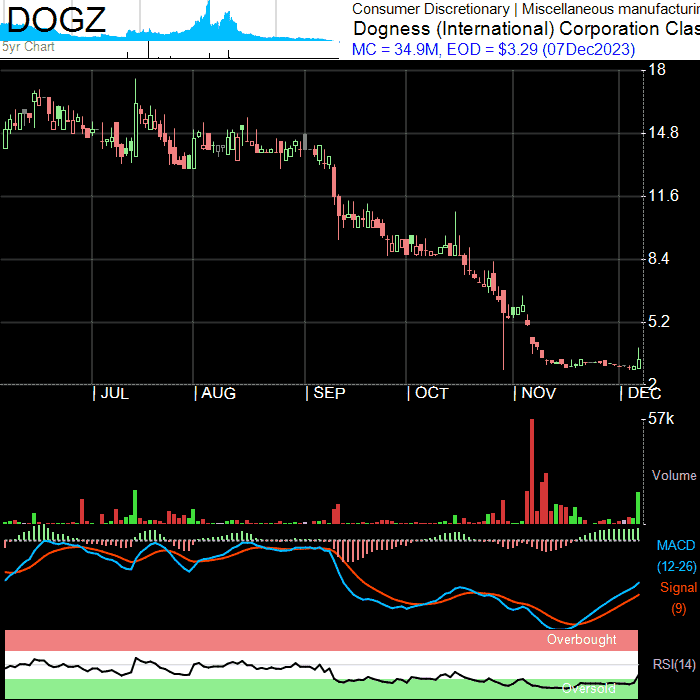 DOGZ
5yr Chart
Consumer Discretionary | Miscellaneous manufacturin
Dogness (International) Corporation Clas
MC = 34.9M, EOD = $3.29 (07Dec2023)
18
14.8
11.6
8.4
5.2
2
| JUL | AUG | SEP | OCT | NOV | DEC
57k
Volume
MACD
(12-26)
Signal
(9)
Overbought
RSI(14)
Oversold